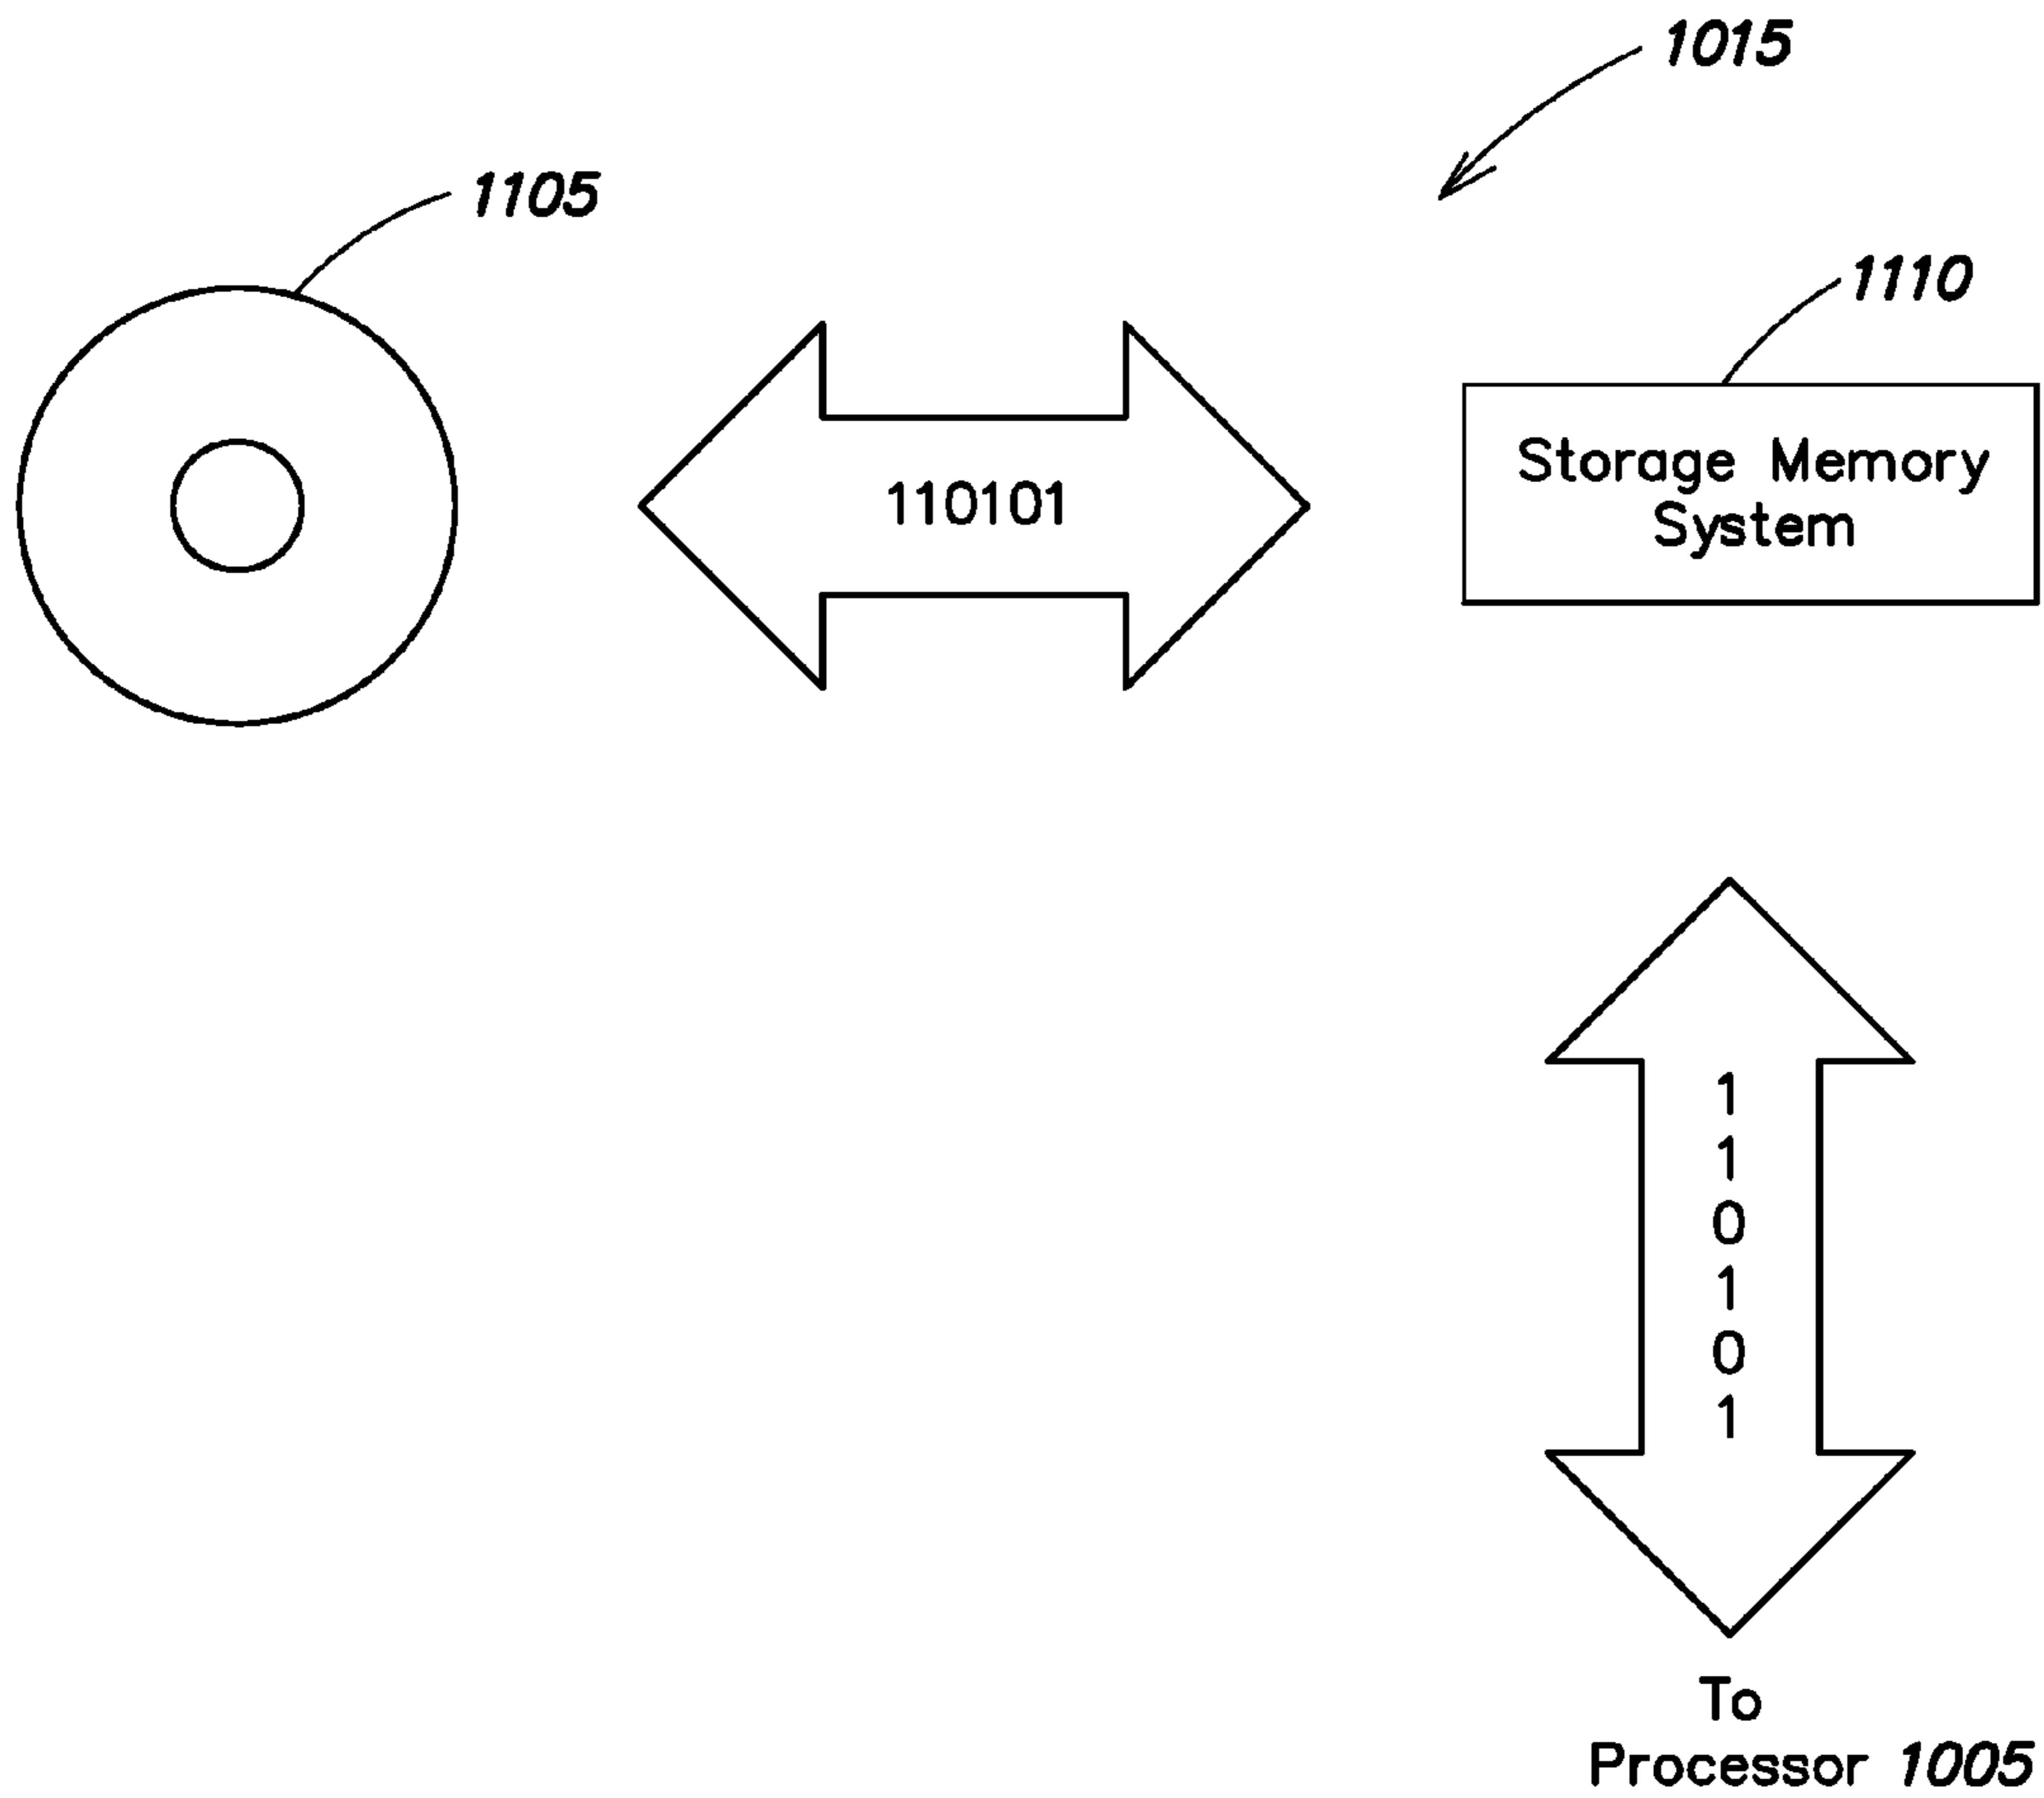 1015
1105
1110
Storage Memory
System
110101
1
1
0
1
0
1
To
Processor 1005